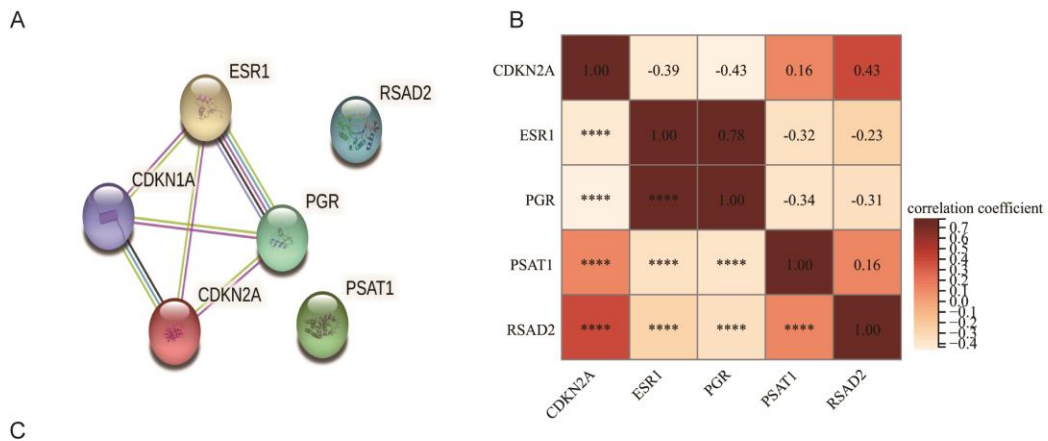 A
ESR1
RSAD2
CDKN1A
PGR
CDKN2A
PSAT1
B
CDKN2A 1.00 -0.39 -0.43 0.16 0.43
ESR1 **** 1.00 0.78 -0.32 -0.23
PGR **** **** 1.00 -0.34 -0.31
PSAT1 **** **** **** 1.00 0.16
RSAD2 **** **** **** **** 1.00
CDKN2A ESR1 PGR PSAT1 RSAD2
correlation coefficient
0.7
0.6
0.5
0.4
0.3
0.2
0.1
0.0
−0.1
−0.2
−0.3
−0.4
C